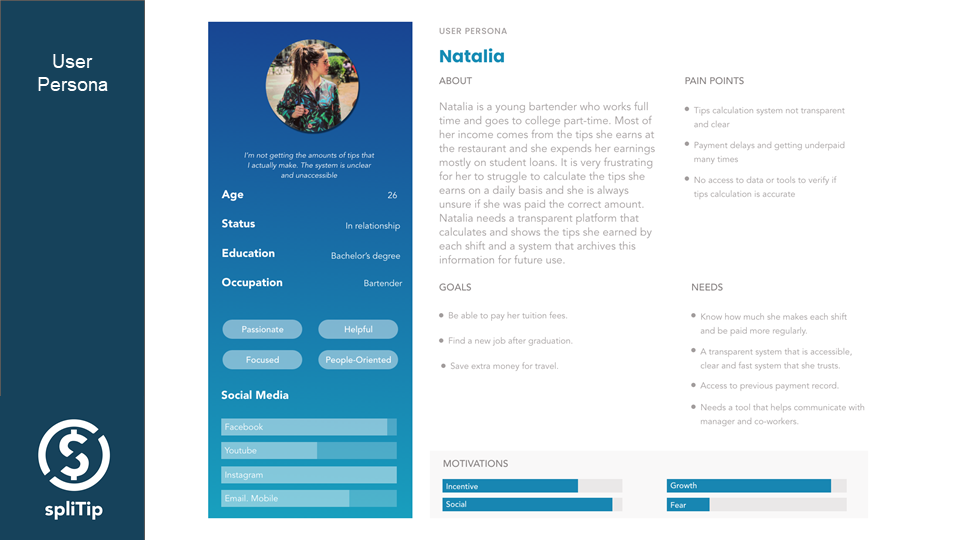 User
Persona
spliTip
I'm not getting the amounts of tips that
I actually make. The system is unclear
and unaccessible
Age 26
Status In relationship
Education Bachelor's degree
Occupation Bartender
Passionate Helpful
Focused People-Oriented
Social Media
Facebook
Youtube
Instagram
Email. Mobile
USER PERSONA
Natalia
ABOUT
Natalia is a young bartender who works full
time and goes to college part-time. Most of
her income comes from the tips she earns at
the restaurant and she expends her earnings
mostly on student loans. It is very frustrating
for her to struggle to calculate the tips she
earns on a daily basis and she is always
unsure if she was paid the correct amount.
Natalia needs a transparent platform that
calculates and shows the tips she earned by
each shift and a system that archives this
information for future use.
PAIN POINTS
Tips calculation system not transparent
and clear
Payment delays and getting underpaid
many times
No access to data or tools to verify if
tips calculation is accurate
GOALS
Be able to pay her tuition fees.
Find a new job after graduation.
Save extra money for travel.
NEEDS
Know how much she makes each shift
and be paid more regularly.
A transparent system that is accessible,
clear and fast system that she trusts.
Access to previous payment record.
Needs a tool that helps communicate with
manager and co-workers.
MOTIVATIONS
Incentive
Social
Growth
Fear